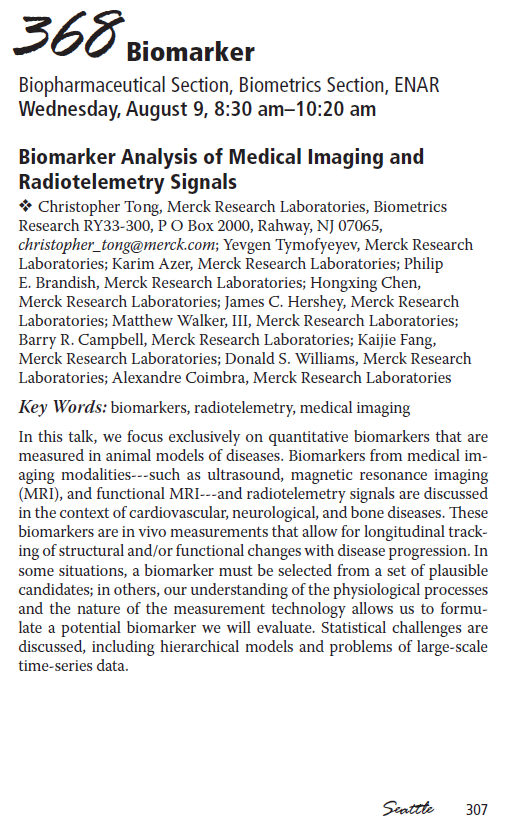 368 Biomarker
Biopharmaceutical Section, Biometrics Section, ENAR
Wednesday, August 9, 8:30 am–10:20 am
Biomarker Analysis of Medical Imaging and
Radiotelemetry Signals
❖ Christopher Tong, Merck Research Laboratories, Biometrics
Research RY33-300, P O Box 2000, Rahway, NJ 07065,
christopher_tong@merck.com; Yevgen Tymofyeyev, Merck Research
Laboratories; Karim Azer, Merck Research Laboratories; Philip
E. Brandish, Merck Research Laboratories; Hongxing Chen,
Merck Research Laboratories; James C. Hershey, Merck Research
Laboratories; Matthew Walker, III, Merck Research Laboratories;
Barry R. Campbell, Merck Research Laboratories; Kaijie Fang,
Merck Research Laboratories; Donald S. Williams, Merck Research
Laboratories; Alexandre Coimbra, Merck Research Laboratories
Key Words: biomarkers, radiotelemetry, medical imaging
In this talk, we focus exclusively on quantitative biomarkers that are
measured in animal models of diseases. Biomarkers from medical im-
aging modalities---such as ultrasound, magnetic resonance imaging
(MRI), and functional MRI---and radiotelemetry signals are discussed
in the context of cardiovascular, neurological, and bone diseases. These
biomarkers are in vivo measurements that allow for longitudinal track-
ing of structural and/or functional changes with disease progression. In
some situations, a biomarker must be selected from a set of plausible
candidates; in others, our understanding of the physiological processes
and the nature of the measurement technology allows us to formu-
late a potential biomarker we will evaluate. Statistical challenges are
discussed, including hierarchical models and problems of large-scale
time-series data.
Seattle 307